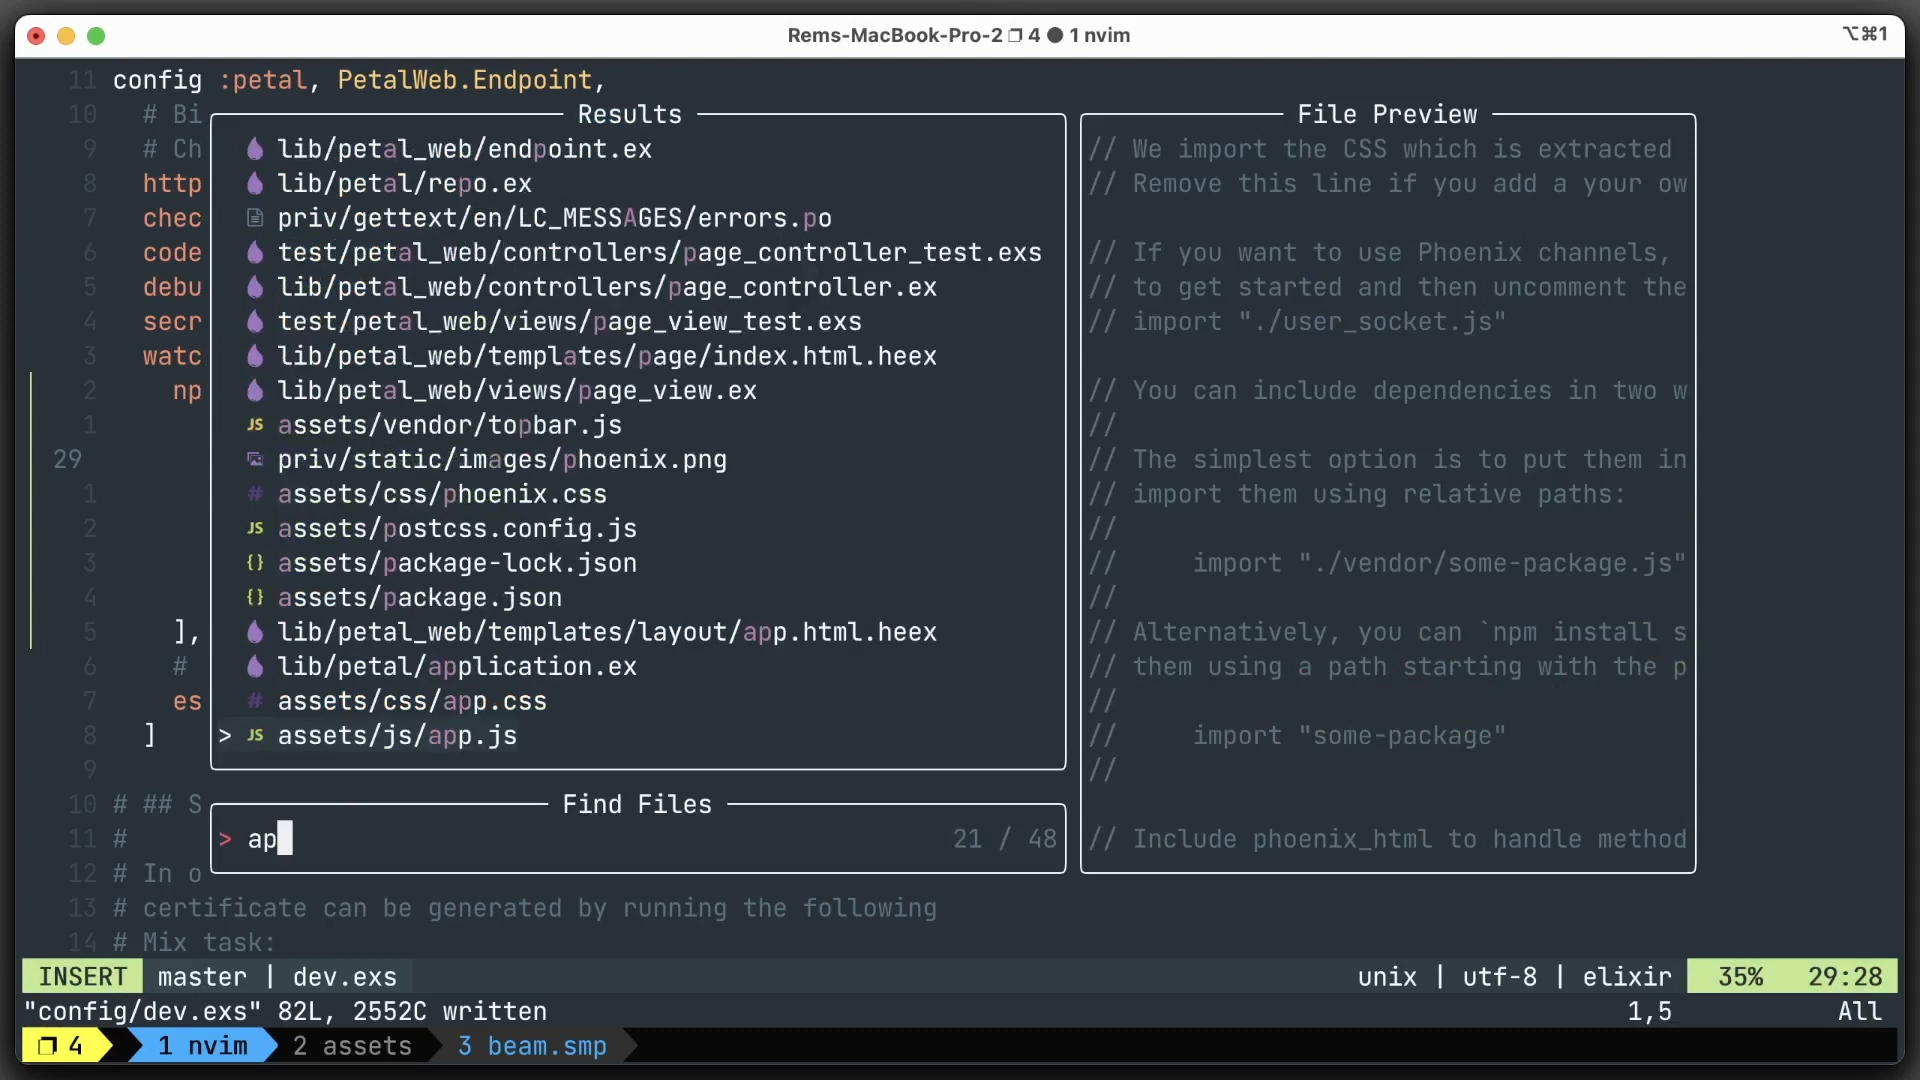 Rems-MacBook-Pro-2 4 ● 1 nvim
⌥⌘1
11 config :petal, PetalWeb.Endpoint,
10 # Bi
9 # Ch
8 http
7 chec
6 code
5 debu
4 secr
3 watc
2 np
1
29
1
2
3
4
5 ],
6 #
7 es
8 ]
9
10 # ## S
11 #
12 # In o
13 # certificate can be generated by running the following
14 # Mix task:
Results
lib/petal_web/endpoint.ex
lib/petal/repo.ex
priv/gettext/en/LC_MESSAGES/errors.po
test/petal_web/controllers/page_controller_test.exs
lib/petal_web/controllers/page_controller.ex
test/petal_web/views/page_view_test.exs
lib/petal_web/templates/page/index.html.heex
lib/petal_web/views/page_view.ex
JS assets/vendor/topbar.js
priv/static/images/phoenix.png
# assets/css/phoenix.css
JS assets/postcss.config.js
{} assets/package-lock.json
{} assets/package.json
lib/petal_web/templates/layout/app.html.heex
lib/petal/application.ex
# assets/css/app.css
> JS assets/js/app.js
Find Files
> ap 21 / 48
File Preview
// We import the CSS which is extracted
// Remove this line if you add a your ow
// If you want to use Phoenix channels,
// to get started and then uncomment the
// import "./user_socket.js"
// You can include dependencies in two w
//
// The simplest option is to put them in
// import them using relative paths:
//
//     import "./vendor/some-package.js"
//
// Alternatively, you can `npm install s
// them using a path starting with the p
//
//     import "some-package"
//
// Include phoenix_html to handle method
INSERT master | dev.exs unix | utf-8 | elixir 35% 29:28
"config/dev.exs" 82L, 2552C written 1,5 All
4 1 nvim 2 assets 3 beam.smp